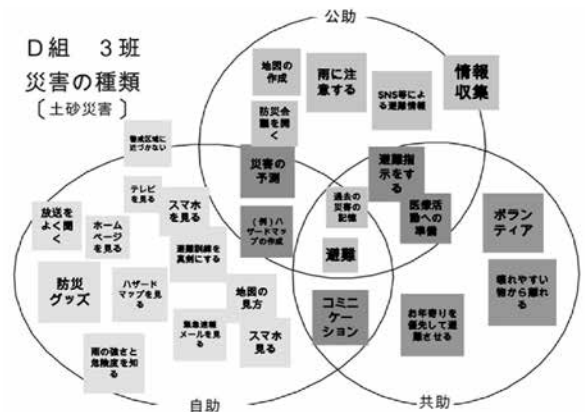 公助
D組 3班
災害の種類
〔土砂災害〕
地図の
作成
雨に注
意する
SNS等によ
る避難情報
情報
収集
防災会
議を開く
警戒区域に
近づかない
災害の
予測
避難指
示をする
テレビ
を見る
スマホ
を見る
過去の
災害の
記憶
医療活
動への
準備
ボラン
ティア
放送を
よく聞
く
ホーム
ページ
を見る
(例)ハ
ザードマッ
プの作成
避難訓練を
真剣にする
避難
防災
グッズ
ハザード
マップを見
る
地図の
見方
コミニ
ケー
ション
壊れやすい
物から離れ
る
緊急速報
メールを見
る
スマホ
見る
お年寄りを
優先して避
難させる
雨の強さと
危険度を知
る
自助
共助